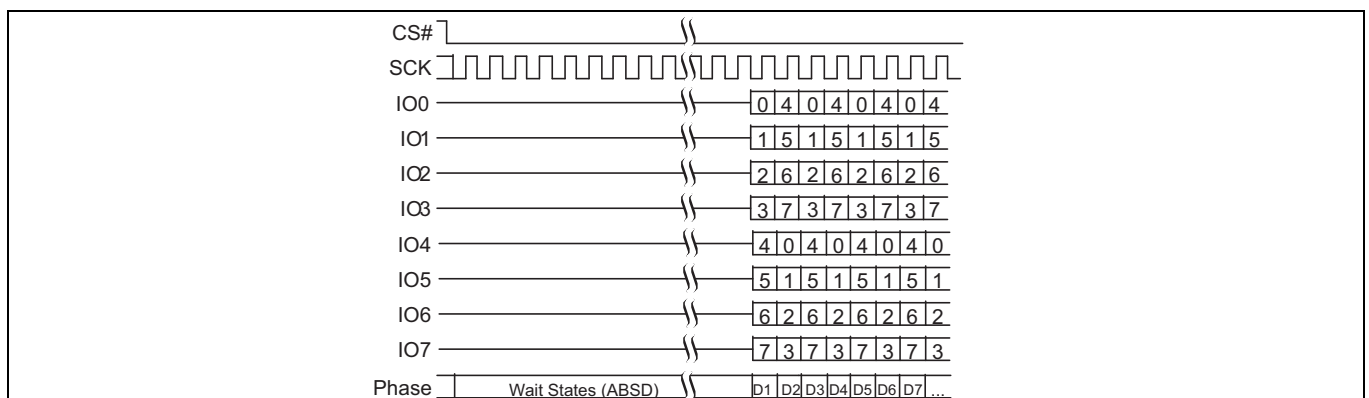 CS#
SCK
IO0 0 4 0 4 0 4 0 4
IO1 1 5 1 5 1 5 1 5
IO2 2 6 2 6 2 6 2 6
IO3 3 7 3 7 3 7 3 7
IO4 4 0 4 0 4 0 4 0
IO5 5 1 5 1 5 1 5 1
IO6 6 2 6 2 6 2 6 2
IO7 7 3 7 3 7 3 7 3
Phase Wait States (ABSD) D1 D2 D3 D4 D5 D6 D7 ...